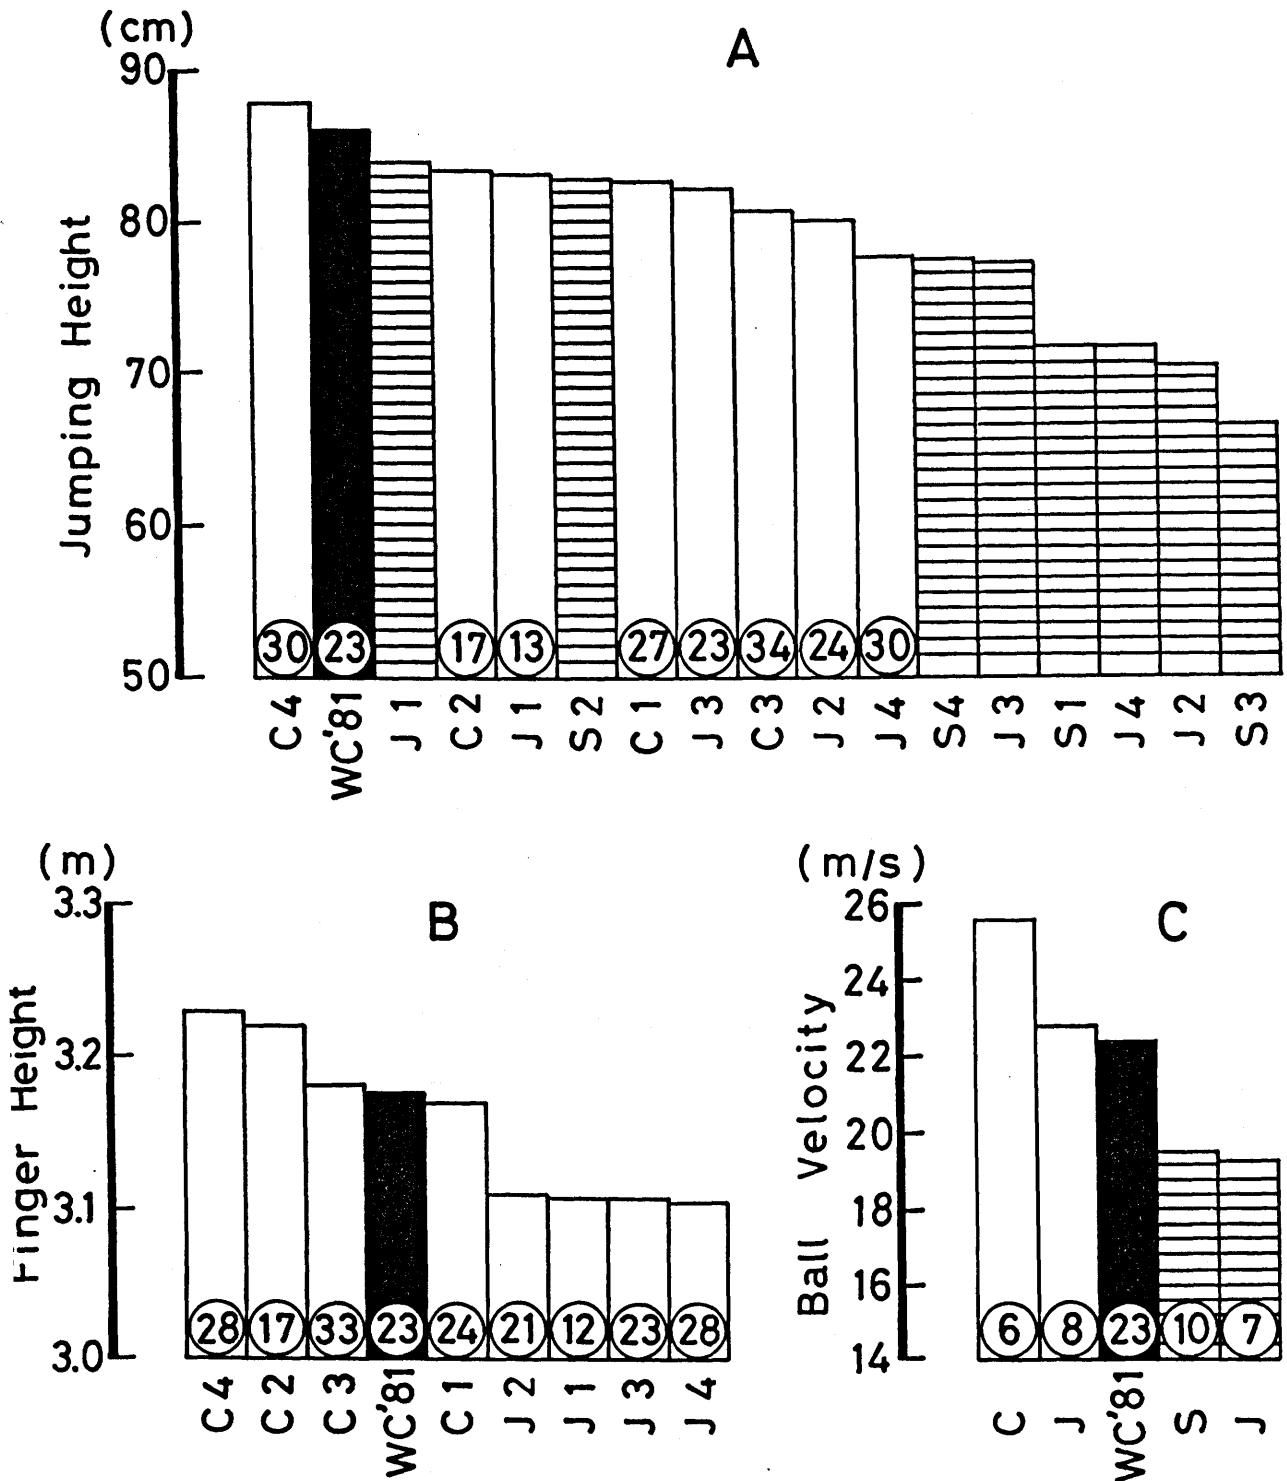 (cm)
A
90
80
70
60
50
Jumping Height
30 23 17 13 27 23 34 24 30
C4 WC'81 J1 C2 J1 S2 C1 J3 C3 J2 J4 S4 J3 S1 J4 J2 S3
(m)
B
3.3
3.2
3.1
3.0
Finger Height
28 17 33 23 24 21 12 23 28
C4 C2 C3 WC'81 C1 J2 J1 J3 J4
(m/s)
C
26
24
22
20
18
16
14
Ball Velocity
6 8 23 10 7
C J WC'81 S J